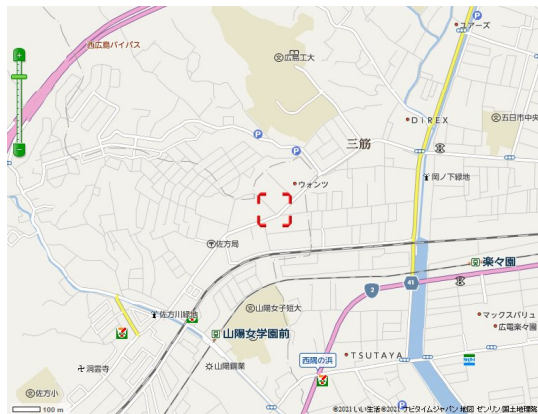 ユアーズ
西広島バイパス
広島工大
DiREX
五日市中央
三筋
岡ノ下緑地
ウォンツ
佐方局
楽々園
2
41
山陽女子短大
マックスバリュ
佐方川緑地
広電楽々園
山陽女学園前
西隅の浜
TSUTAYA
洞雲寺
山陽鋼業
佐方小
100 m
©2021 いい生活 ©2021 ナビタイムジャパン 地図 ゼンリン 国土地理院